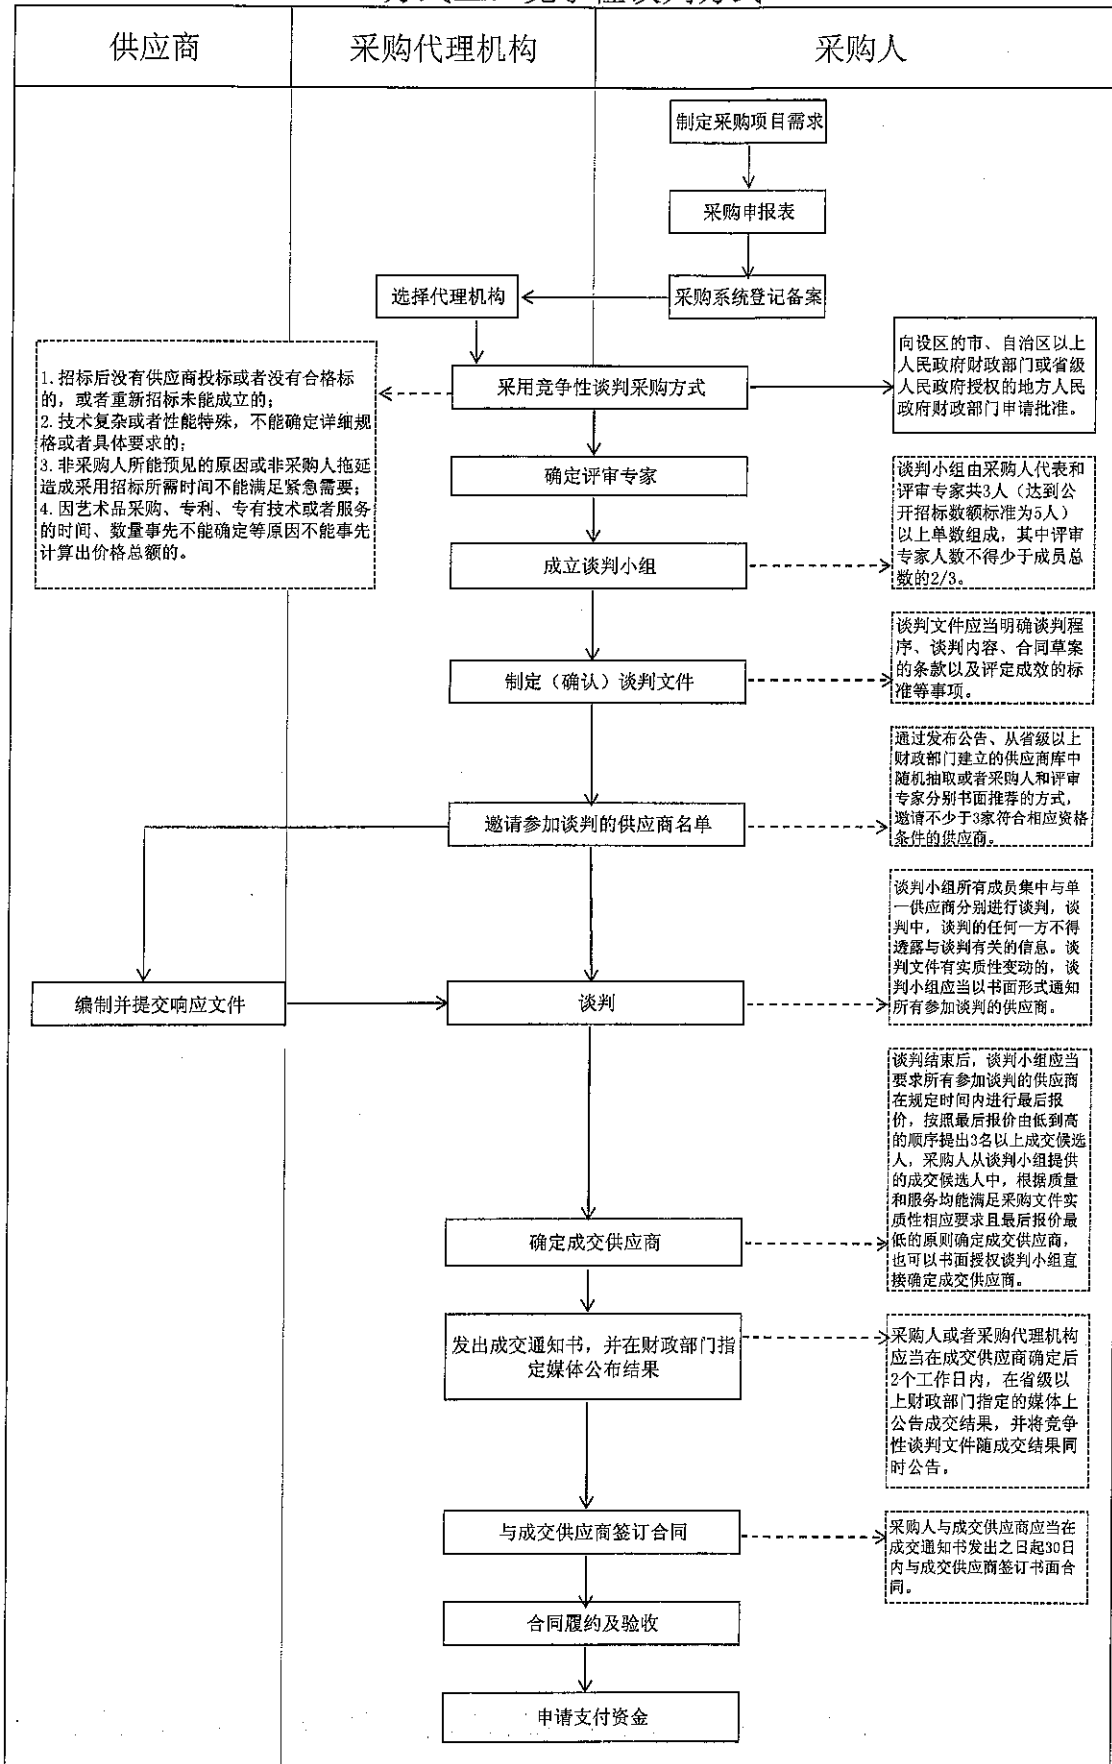 供应商
采购代理机构
采购人
制定采购项目需求
采购申报表
选择代理机构
采购系统登记备案
1. 招标后没有供应商投标或者没有合格标
的，或者重新招标未能成立的；
2. 技术复杂或者性能特殊，不能确定详细规
格或者具体要求的；
3. 非采购人所能预见的原因或非采购人拖延
造成采用招标所需时间不能满足紧急需要；
4. 因艺术品采购、专利、专有技术或者服务
的时间、数量事先不能确定等原因不能事先
计算出价格总额的。
采用竞争性谈判采购方式
向设区的市、自治区以上
人民政府财政部门或省级
人民政府授权的地方人民
政府财政部门申请批准。
确定评审专家
谈判小组由采购人代表和
评审专家共3人（达到公
开招标数额标准为5人）
以上单数组成，其中评审
专家人数不得少于成员总
数的2/3。
成立谈判小组
谈判文件应当明确谈判程
序、谈判内容、合同草案
的条款以及评定成效的标
准等事项。
制定（确认）谈判文件
通过发布公告、从省级以上
财政部门建立的供应商库中
随机抽取或者采购人和评审
专家分别书面推荐的方式，
邀请不少于3家符合相应资格
条件的供应商。
邀请参加谈判的供应商名单
谈判小组所有成员集中与单
一供应商分别进行谈判，谈
判中，谈判的任何一方不得
透露与谈判有关的信息。谈
判文件有实质性变动的，谈
判小组应当以书面形式通知
所有参加谈判的供应商。
编制并提交响应文件
谈判
谈判结束后，谈判小组应当
要求所有参加谈判的供应商
在规定时间内进行最后报
价，按照最后报价由低到高
的顺序提出3名以上成交候选
人，采购人从谈判小组提供
的成交候选人中，根据质量
和服务均能满足采购文件实
质性相应要求且最后报价最
低的原则确定成交供应商，
也可以书面授权谈判小组直
接确定成交供应商。
确定成交供应商
发出成交通知书，并在财政部门指
定媒体公布结果
采购人或者采购代理机构
应当在成交供应商确定后
2个工作日内，在省级以
上财政部门指定的媒体上
公告成交结果，并将竞争
性谈判文件随成交结果同
时公告。
与成交供应商签订合同
采购人与成交供应商应当在
成交通知书发出之日起30日
内与成交供应商签订书面合
同。
合同履约及验收
申请支付资金